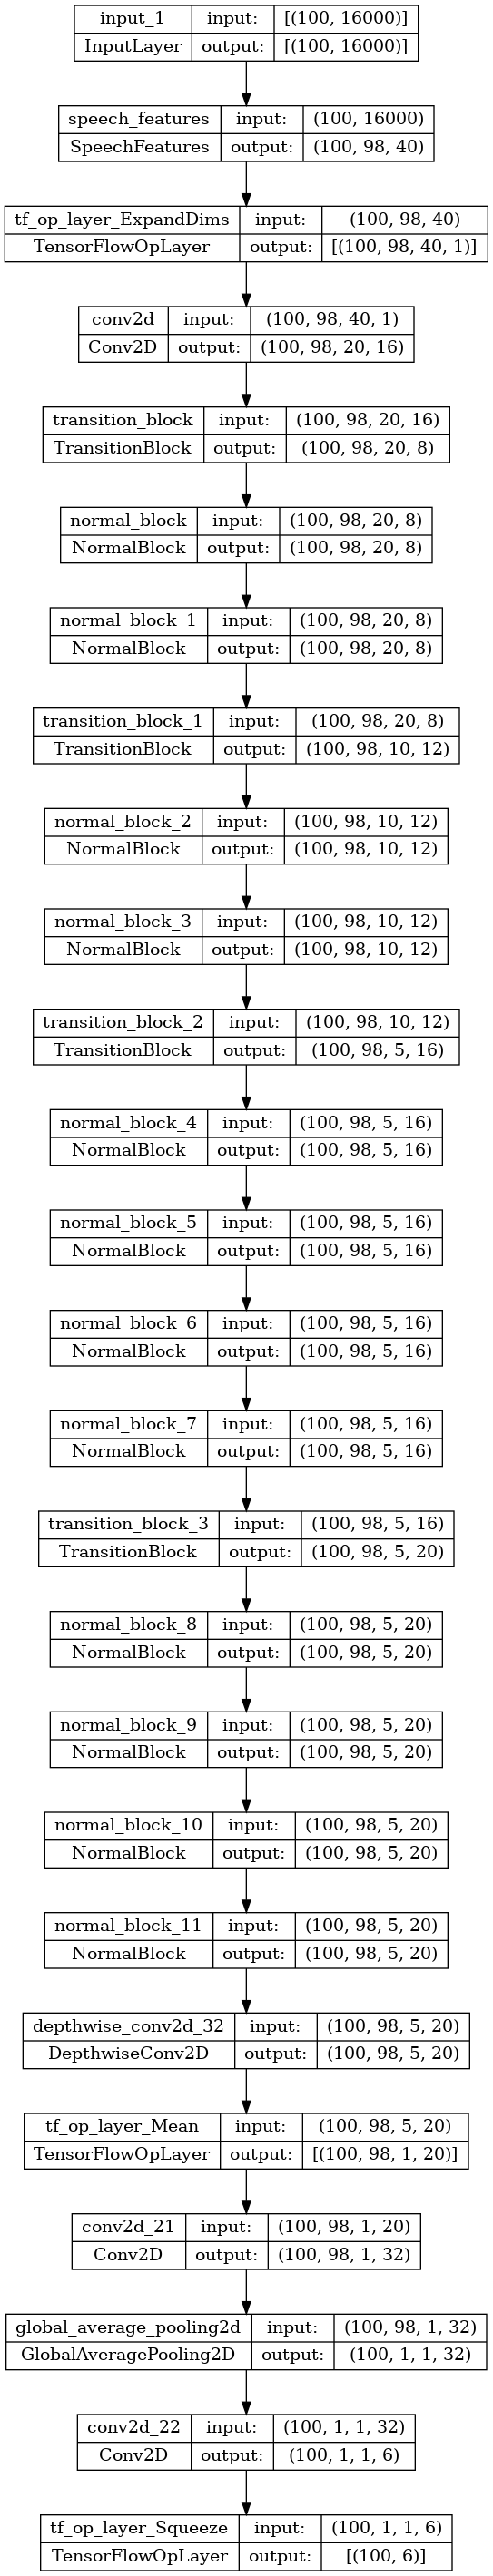 input_1 input: [(100, 16000)]
InputLayer output: [(100, 16000)]
speech_features input: (100, 16000)
SpeechFeatures output: (100, 98, 40)
tf_op_layer_ExpandDims input: (100, 98, 40)
TensorFlowOpLayer output: [(100, 98, 40, 1)]
conv2d input: (100, 98, 40, 1)
Conv2D output: (100, 98, 20, 16)
transition_block input: (100, 98, 20, 16)
TransitionBlock output: (100, 98, 20, 8)
normal_block input: (100, 98, 20, 8)
NormalBlock output: (100, 98, 20, 8)
normal_block_1 input: (100, 98, 20, 8)
NormalBlock output: (100, 98, 20, 8)
transition_block_1 input: (100, 98, 20, 8)
TransitionBlock output: (100, 98, 10, 12)
normal_block_2 input: (100, 98, 10, 12)
NormalBlock output: (100, 98, 10, 12)
normal_block_3 input: (100, 98, 10, 12)
NormalBlock output: (100, 98, 10, 12)
transition_block_2 input: (100, 98, 10, 12)
TransitionBlock output: (100, 98, 5, 16)
normal_block_4 input: (100, 98, 5, 16)
NormalBlock output: (100, 98, 5, 16)
normal_block_5 input: (100, 98, 5, 16)
NormalBlock output: (100, 98, 5, 16)
normal_block_6 input: (100, 98, 5, 16)
NormalBlock output: (100, 98, 5, 16)
normal_block_7 input: (100, 98, 5, 16)
NormalBlock output: (100, 98, 5, 16)
transition_block_3 input: (100, 98, 5, 16)
TransitionBlock output: (100, 98, 5, 20)
normal_block_8 input: (100, 98, 5, 20)
NormalBlock output: (100, 98, 5, 20)
normal_block_9 input: (100, 98, 5, 20)
NormalBlock output: (100, 98, 5, 20)
normal_block_10 input: (100, 98, 5, 20)
NormalBlock output: (100, 98, 5, 20)
normal_block_11 input: (100, 98, 5, 20)
NormalBlock output: (100, 98, 5, 20)
depthwise_conv2d_32 input: (100, 98, 5, 20)
DepthwiseConv2D output: (100, 98, 5, 20)
tf_op_layer_Mean input: (100, 98, 5, 20)
TensorFlowOpLayer output: [(100, 98, 1, 20)]
conv2d_21 input: (100, 98, 1, 20)
Conv2D output: (100, 98, 1, 32)
global_average_pooling2d input: (100, 98, 1, 32)
GlobalAveragePooling2D output: (100, 1, 1, 32)
conv2d_22 input: (100, 1, 1, 32)
Conv2D output: (100, 1, 1, 6)
tf_op_layer_Squeeze input: (100, 1, 1, 6)
TensorFlowOpLayer output: [(100, 6)]